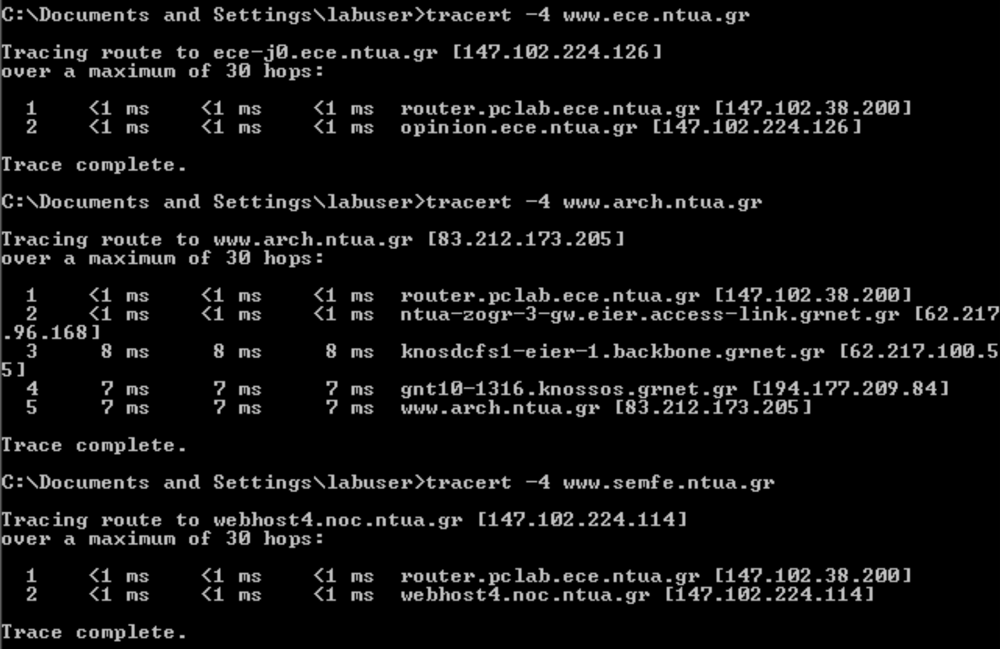 C:\Documents and Settings\labuser>tracert -4 www.ece.ntua.gr
Tracing route to ece-j0.ece.ntua.gr [147.102.224.126]
over a maximum of 30 hops:
1 <1 ms <1 ms <1 ms router.pclab.ece.ntua.gr [147.102.38.200]
2 <1 ms <1 ms <1 ms opinion.ece.ntua.gr [147.102.224.126]
Trace complete.
C:\Documents and Settings\labuser>tracert -4 www.arch.ntua.gr
Tracing route to www.arch.ntua.gr [83.212.173.205]
over a maximum of 30 hops:
1 <1 ms <1 ms <1 ms router.pclab.ece.ntua.gr [147.102.38.200]
2 <1 ms <1 ms <1 ms ntua-zogr-3-gw.eier.access-link.grnet.gr [62.217
.96.168]
3 8 ms 8 ms 8 ms knosdcfs1-eier-1.backbone.grnet.gr [62.217.100.5
5]
4 7 ms 7 ms 7 ms gnt10-1316.knossos.grnet.gr [194.177.209.84]
5 7 ms 7 ms 7 ms www.arch.ntua.gr [83.212.173.205]
Trace complete.
C:\Documents and Settings\labuser>tracert -4 www.semfe.ntua.gr
Tracing route to webhost4.noc.ntua.gr [147.102.224.114]
over a maximum of 30 hops:
1 <1 ms <1 ms <1 ms router.pclab.ece.ntua.gr [147.102.38.200]
2 <1 ms <1 ms <1 ms webhost4.noc.ntua.gr [147.102.224.114]
Trace complete.